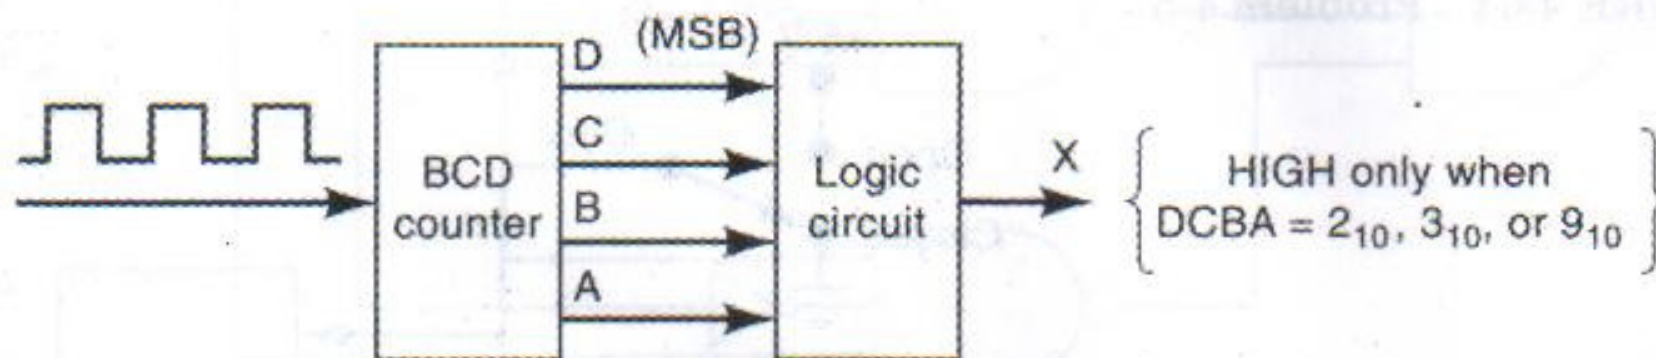 D
(MSB)
C
B
A
BCD
counter
Logic
circuit
X
HIGH only when
DCBA = 2₁₀, 3₁₀, or 9₁₀